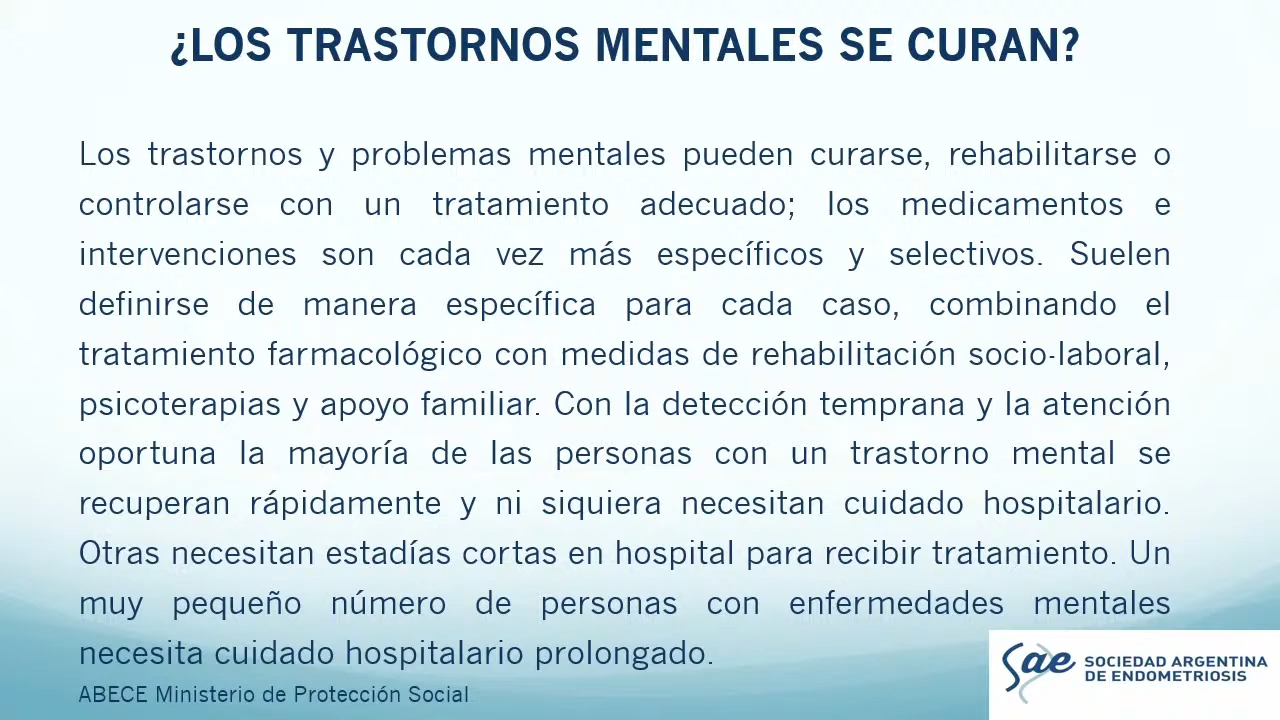 ¿LOS TRASTORNOS MENTALES SE CURAN?
Los trastornos y problemas mentales pueden curarse, rehabilitarse o
controlarse con un tratamiento adecuado; los medicamentos e
intervenciones son cada vez más específicos y selectivos. Suelen
definirse de manera específica para cada caso, combinando el
tratamiento farmacológico con medidas de rehabilitación socio-laboral,
psicoterapias y apoyo familiar. Con la detección temprana y la atención
oportuna la mayoría de las personas con un trastorno mental se
recuperan rápidamente y ni siquiera necesitan cuidado hospitalario.
Otras necesitan estadías cortas en hospital para recibir tratamiento. Un
muy pequeño número de personas con enfermedades mentales
necesita cuidado hospitalario prolongado.
ABECE Ministerio de Protección Social
Sae SOCIEDAD ARGENTINA
DE ENDOMETRIOSIS